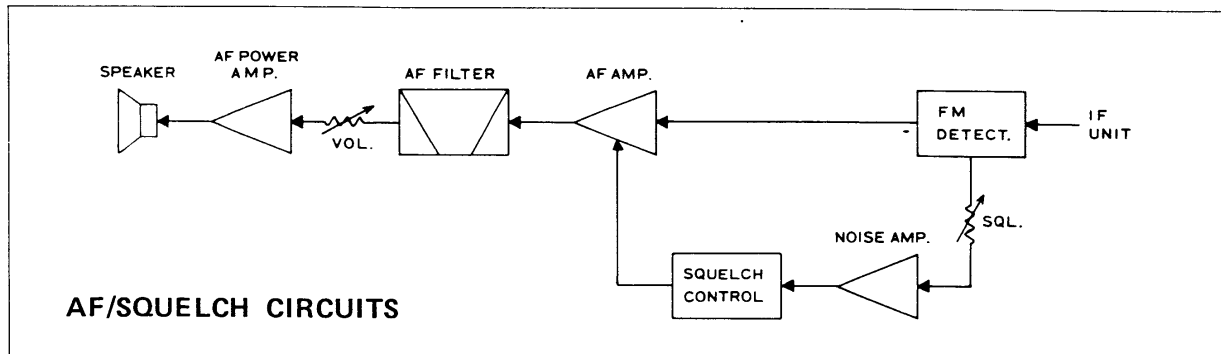 SPEAKER
AF POWER
AMP.
AF FILTER
AF AMP.
FM
DETECT.
IF
UNIT
VOL.
SQL.
NOISE AMP.
SQUELCH
CONTROL
AF/SQUELCH CIRCUITS